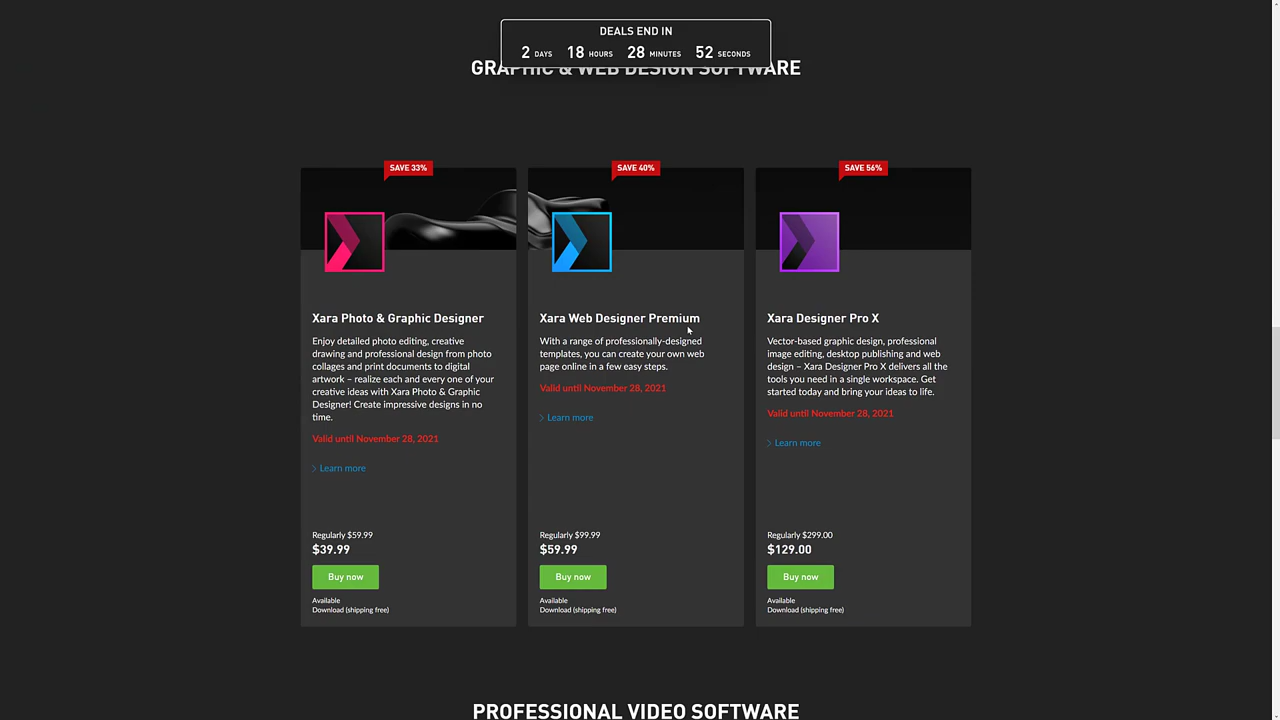 DEALS END IN
2 DAYS 18 HOURS 28 MINUTES 52 SECONDS
GRAPHIC & WEB DESIGN SOFTWARE
SAVE 33%
Xara Photo & Graphic Designer
Enjoy detailed photo editing, creative
drawing and professional design from photo
collages and print documents to digital
artwork – realize each and every one of your
creative ideas with Xara Photo & Graphic
Designer! Create impressive designs in no
time.
Valid until November 28, 2021
Learn more
Regularly $59.99
$39.99
Buy now
Available
Download (shipping free)
SAVE 40%
Xara Web Designer Premium
With a range of professionally-designed
templates, you can create your own web
page online in a few easy steps.
Valid until November 28, 2021
Learn more
Regularly $99.99
$59.99
Buy now
Available
Download (shipping free)
SAVE 56%
Xara Designer Pro X
Vector-based graphic design, professional
image editing, desktop publishing and web
design – Xara Designer Pro X delivers all the
tools you need in a single workspace. Get
started today and bring your ideas to life.
Valid until November 28, 2021
Learn more
Regularly $299.00
$129.00
Buy now
Available
Download (shipping free)
PROFESSIONAL VIDEO SOFTWARE